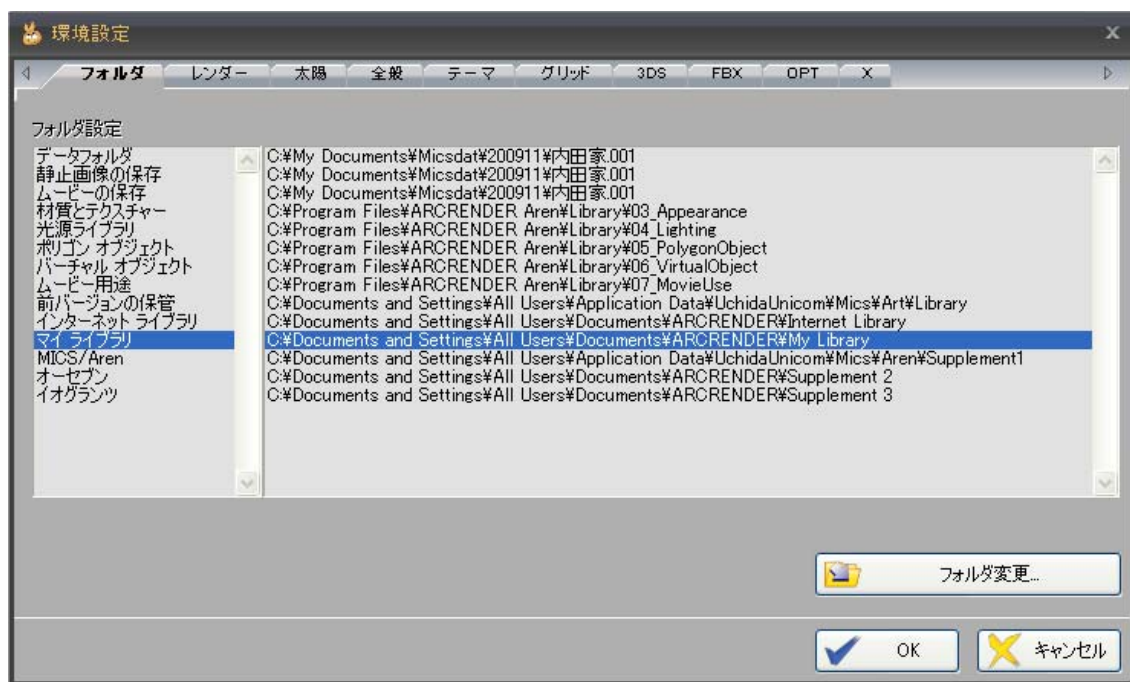 環境設定
フォルダ レンダー 太陽 全般 テーマ グリッド 3DS FBX OPT X
フォルダ設定
データフォルダ C:¥My Documents¥Micsdat¥200911¥内田家.001
静止画像の保存 C:¥My Documents¥Micsdat¥200911¥内田家.001
ムービーの保存 C:¥My Documents¥Micsdat¥200911¥内田家.001
材質とテクスチャー C:¥Program Files¥ARCRENDER Aren¥Library¥03_Appearance
光源ライブラリ C:¥Program Files¥ARCRENDER Aren¥Library¥04_Lighting
ポリゴン オブジェクト C:¥Program Files¥ARCRENDER Aren¥Library¥05_PolygonObject
バーチャル オブジェクト C:¥Program Files¥ARCRENDER Aren¥Library¥06_VirtualObject
ムービー用途 C:¥Program Files¥ARCRENDER Aren¥Library¥07_MovieUse
前バージョンの保管 C:¥Documents and Settings¥All Users¥Application Data¥UchidaUnicom¥Mics¥Art¥Library
インターネット ライブラリ C:¥Documents and Settings¥All Users¥Documents¥ARCRENDER¥Internet Library
マイ ライブラリ C:¥Documents and Settings¥All Users¥Documents¥ARCRENDER¥My Library
MICS/Aren C:¥Documents and Settings¥All Users¥Application Data¥UchidaUnicom¥Mics¥Aren¥Supplement1
オーセブン C:¥Documents and Settings¥All Users¥Documents¥ARCRENDER¥Supplement 2
イオグランツ C:¥Documents and Settings¥All Users¥Documents¥ARCRENDER¥Supplement 3
フォルダ変更...
OK キャンセル